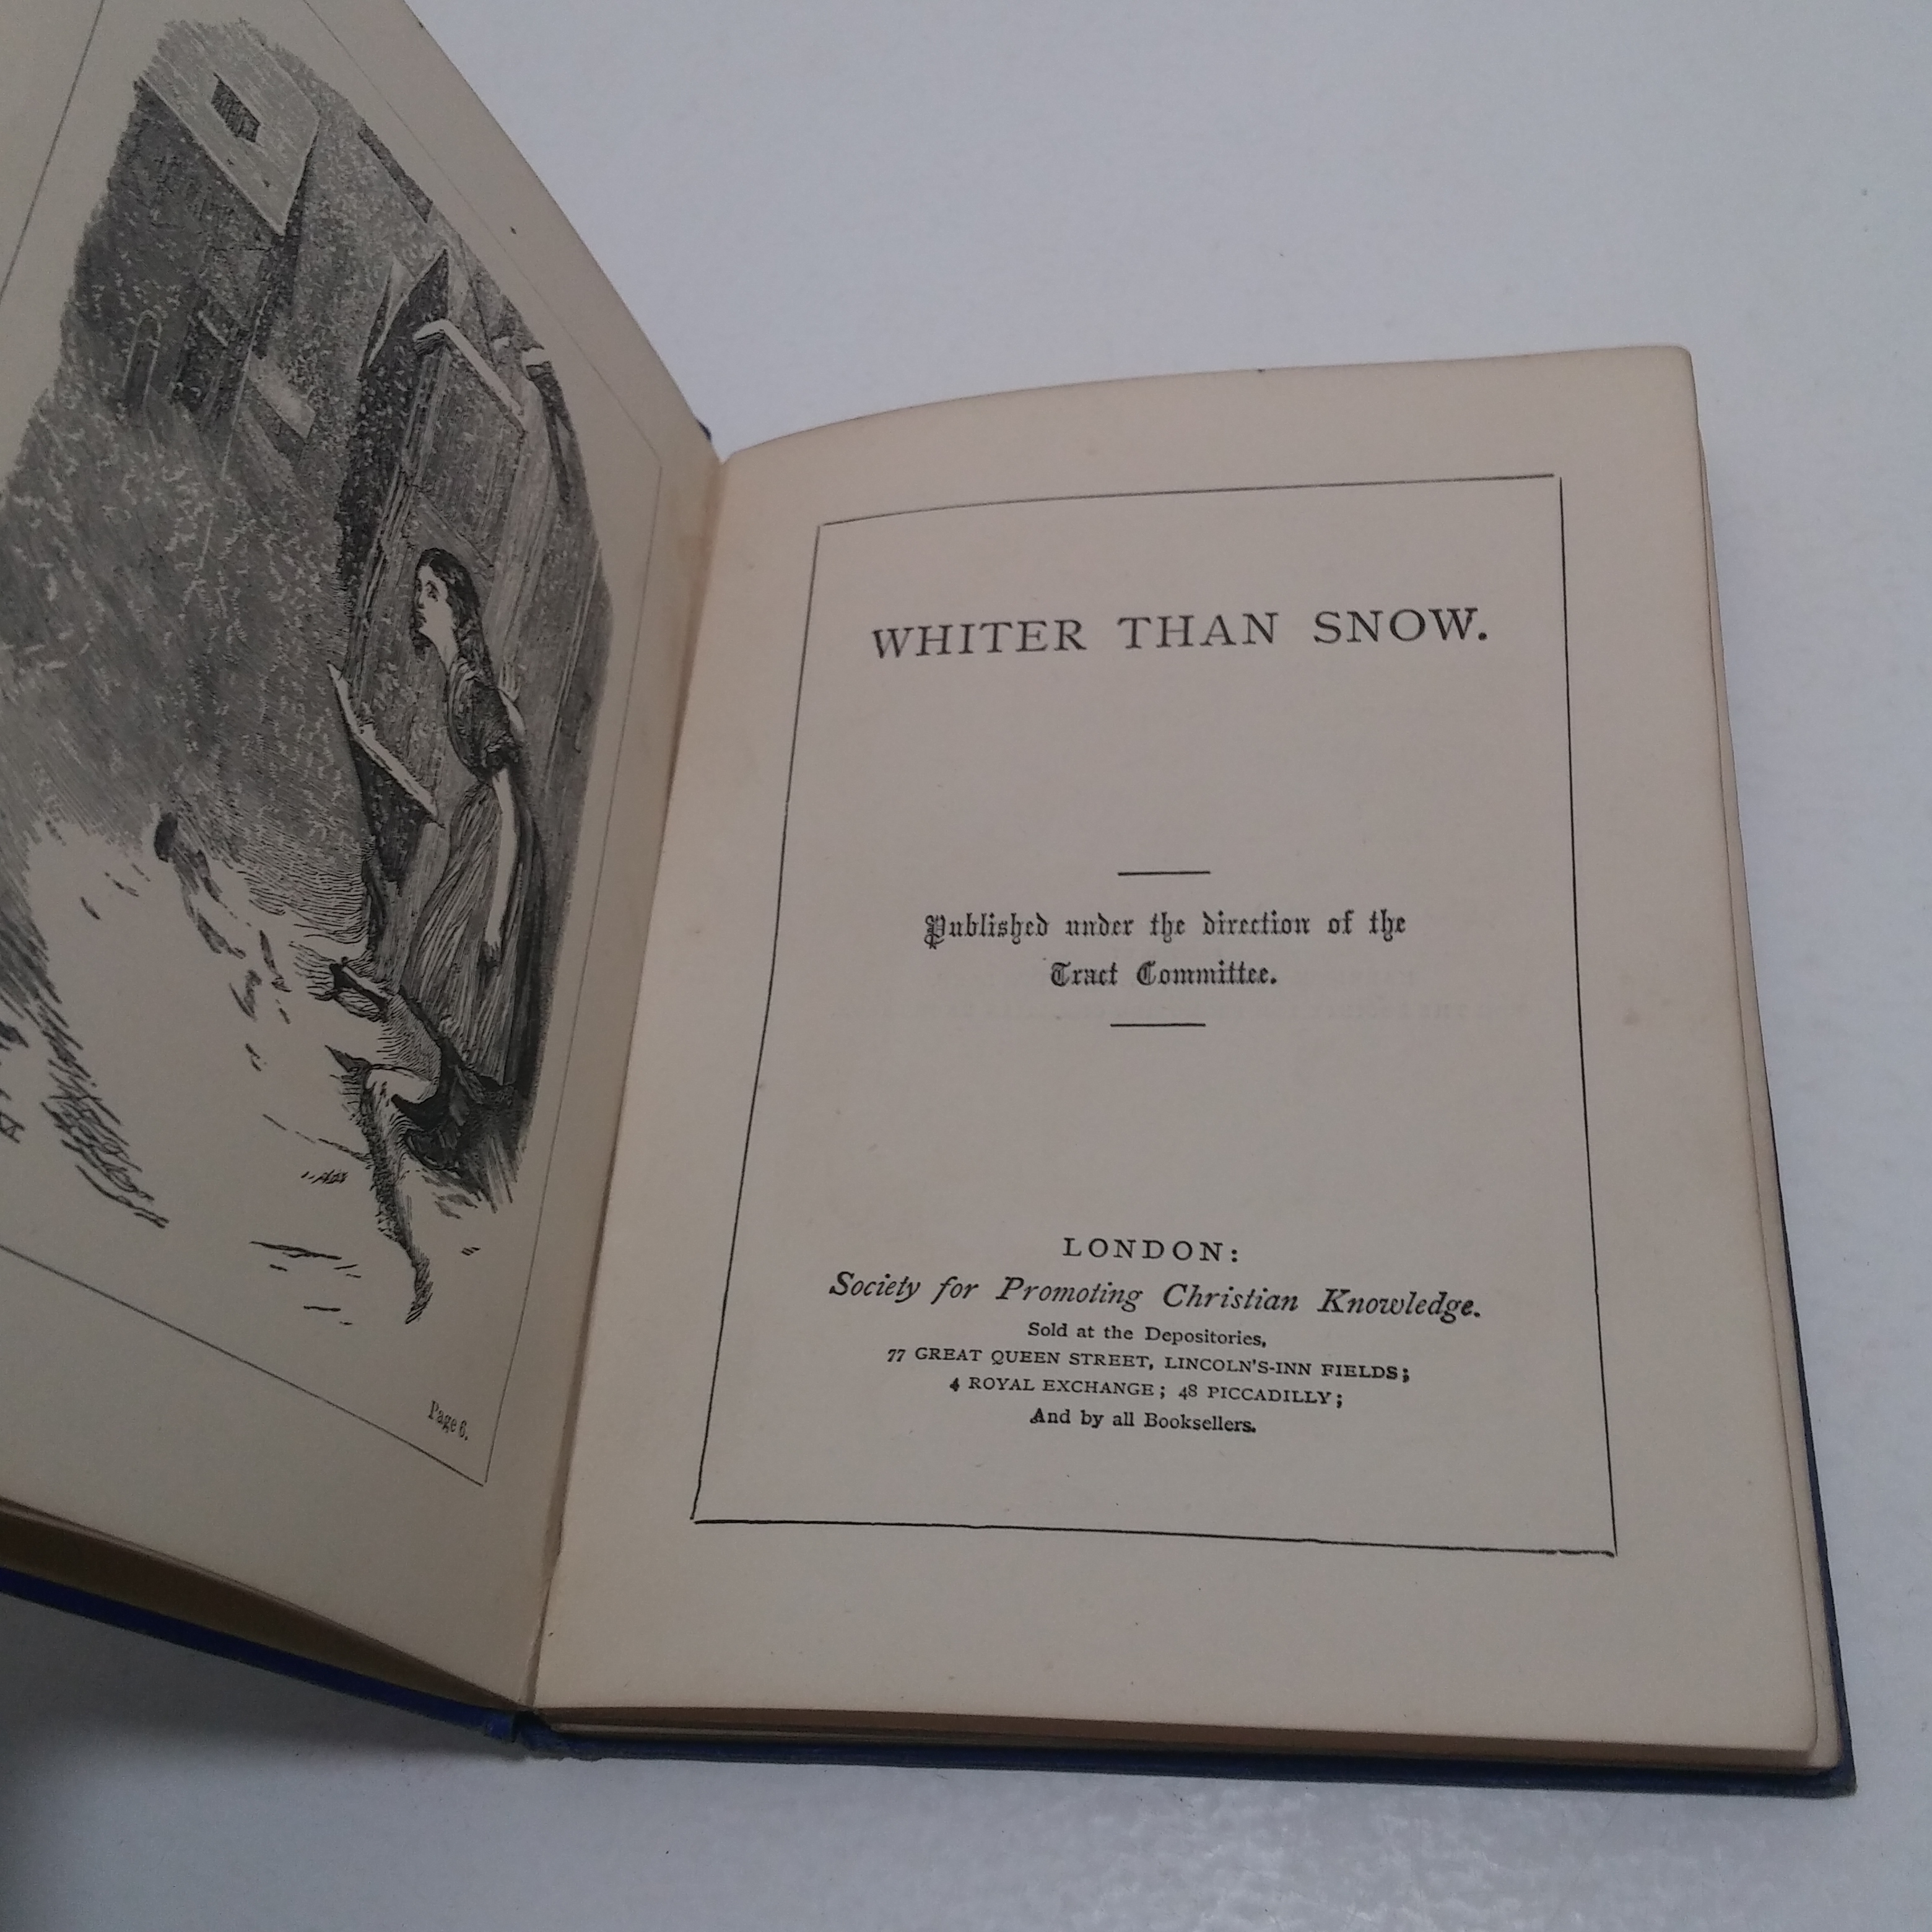 Page 6.
WHITER THAN SNOW.
Published under the direction of the
Tract Committee.
LONDON:
Society for Promoting Christian Knowledge.
Sold at the Depositories,
77 GREAT QUEEN STREET, LINCOLN'S-INN FIELDS;
4 ROYAL EXCHANGE; 48 PICCADILLY;
And by all Booksellers.